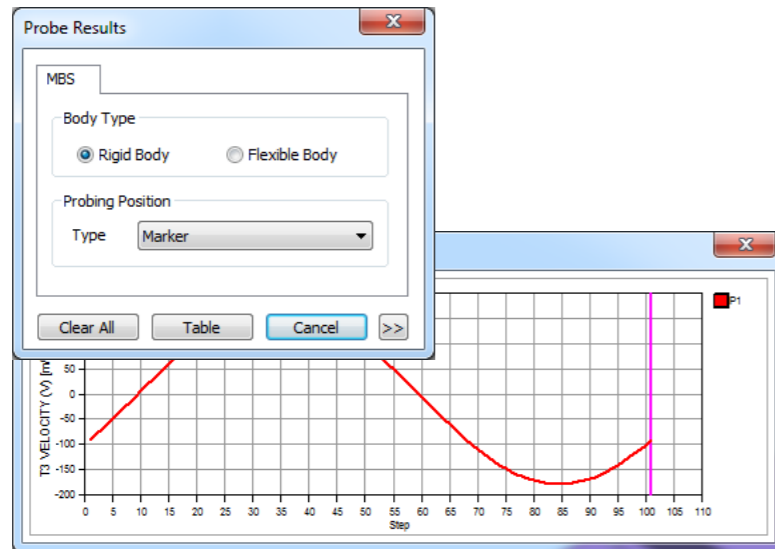 Probe Results
MBS
Body Type
Rigid Body Flexible Body
Probing Position
Type Marker
Clear All Table Cancel >>
P1
T3 VELOCITY (V) [m/
50
0
-50
-100
-150
-200
0 5 10 15 20 25 30 35 40 45 50 55 60 65 70 75 80 85 90 95 100 105 110
Step